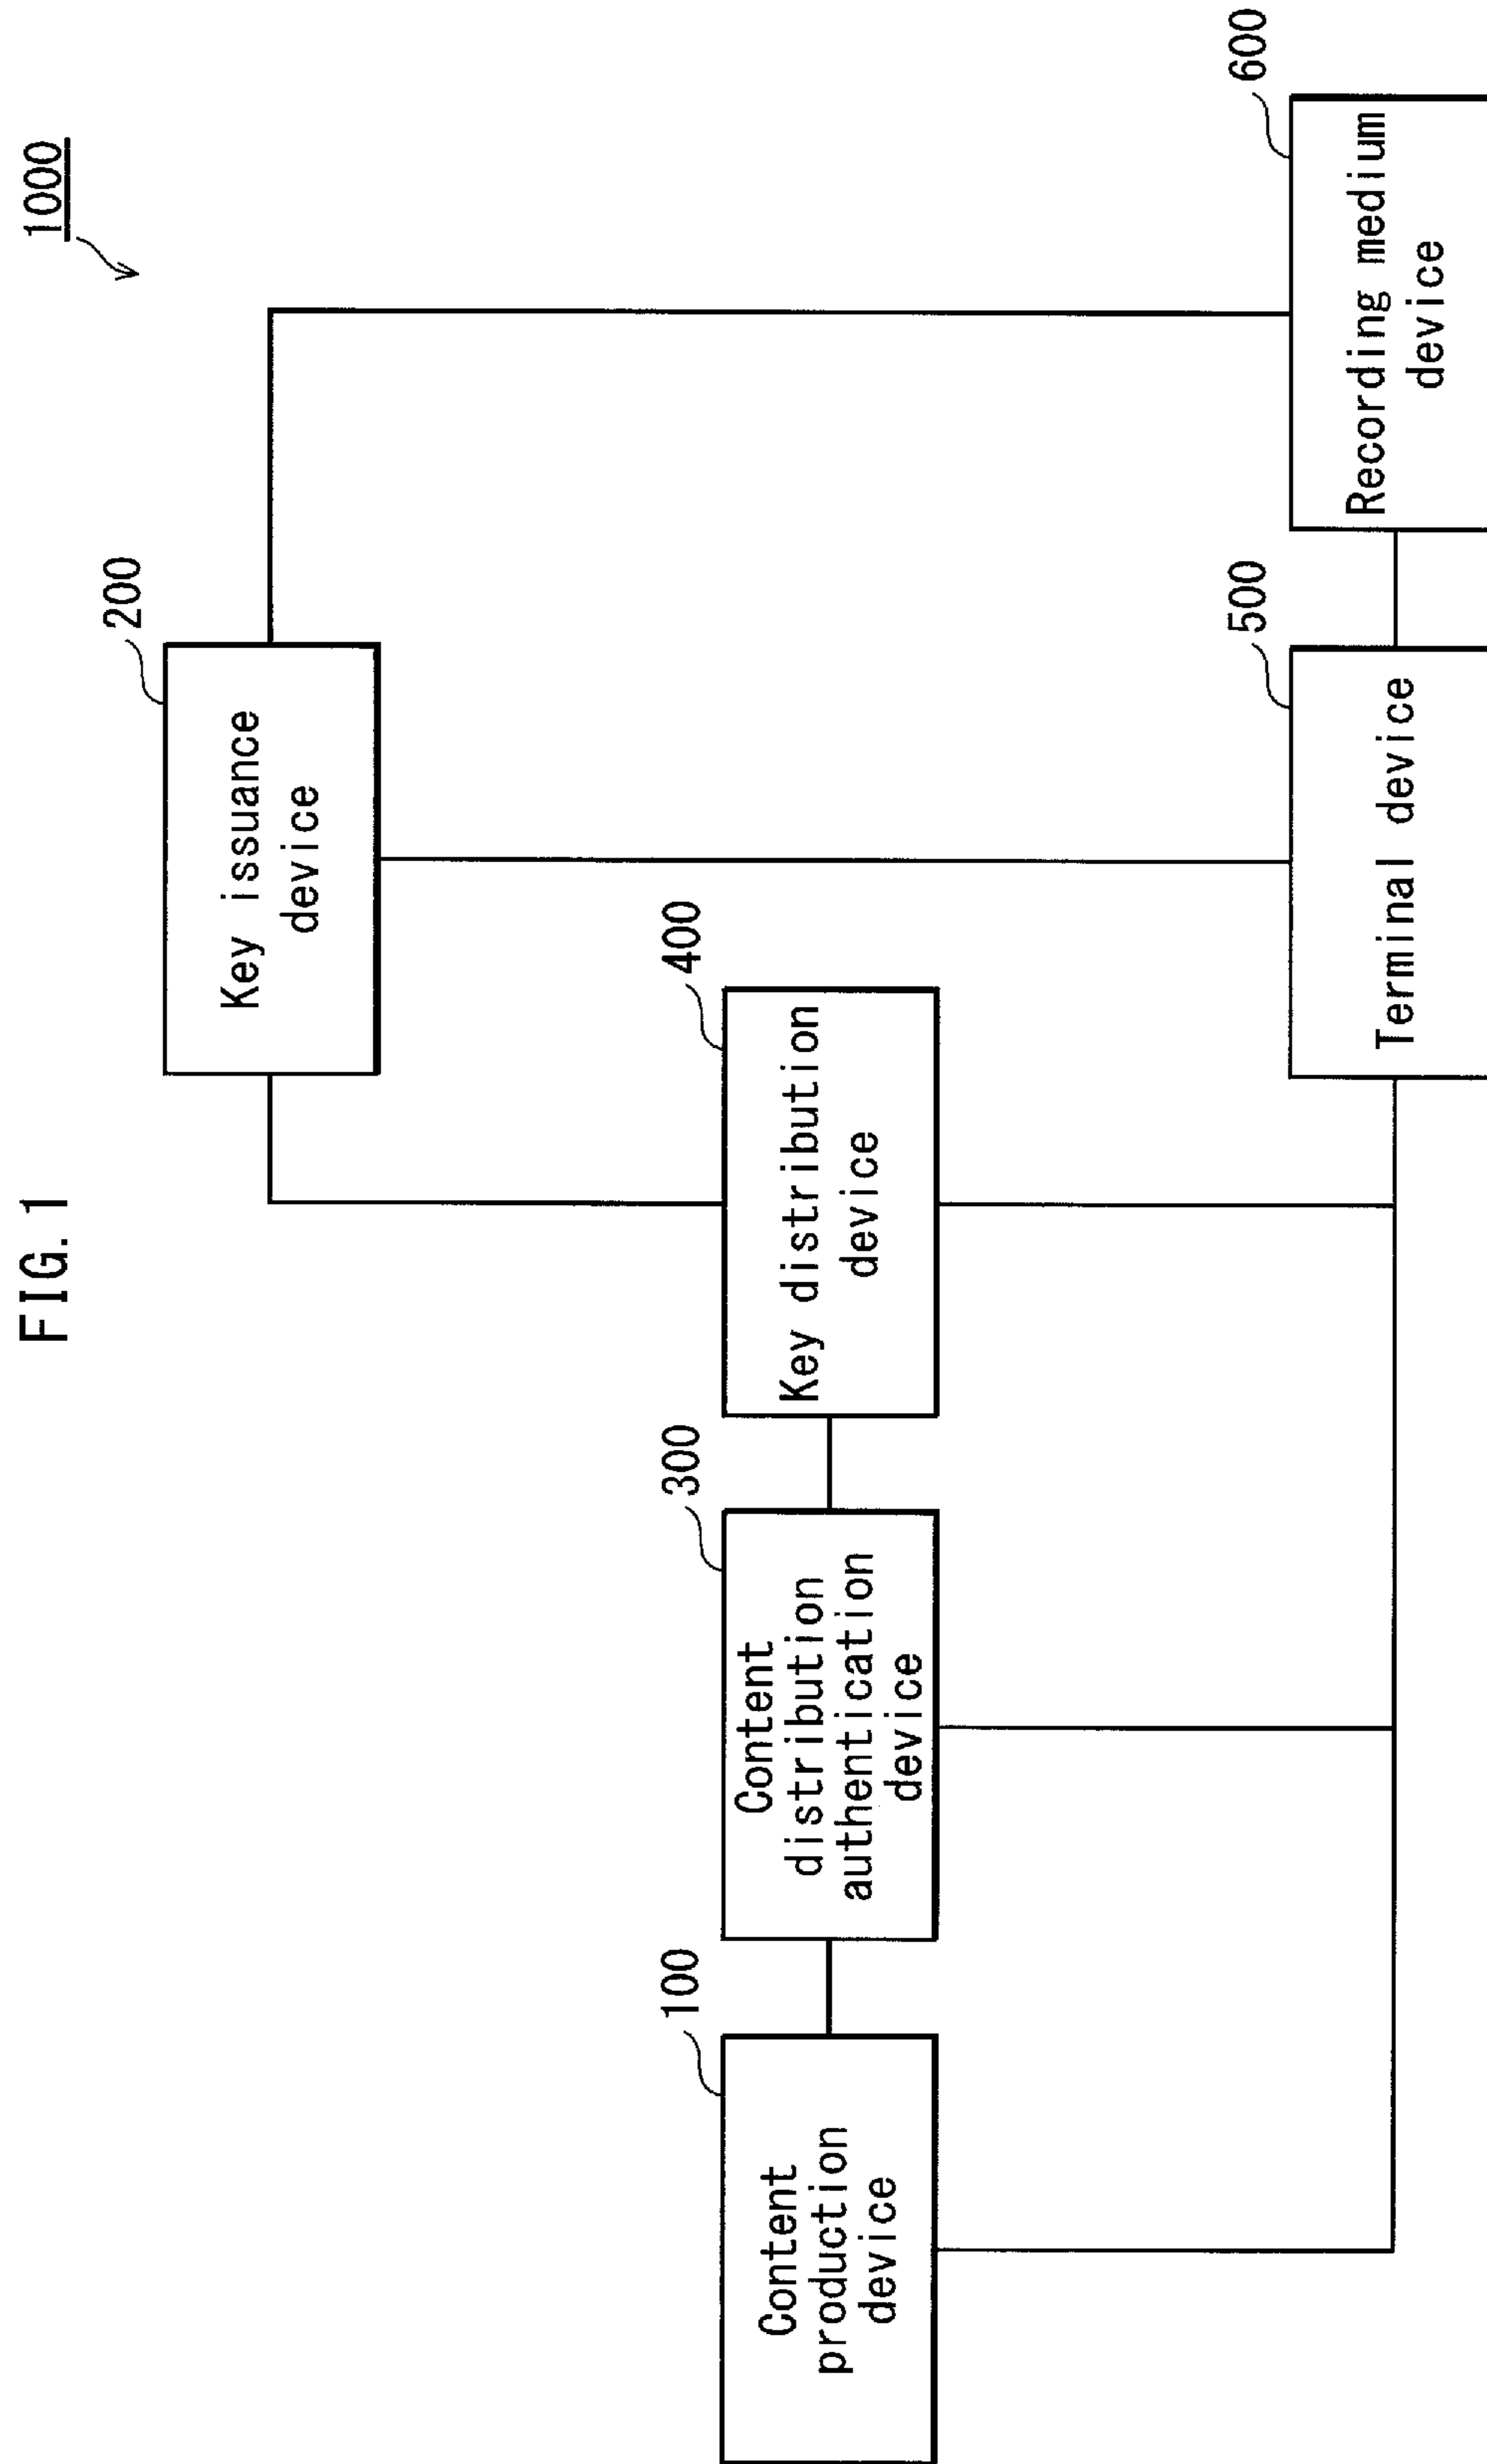 FIG. 1
1000
200
Key issuance
device
100
Content
production
device
300
Content
distribution
authentication
device
400
Key distribution
device
500
Terminal device
600
Recording medium
device